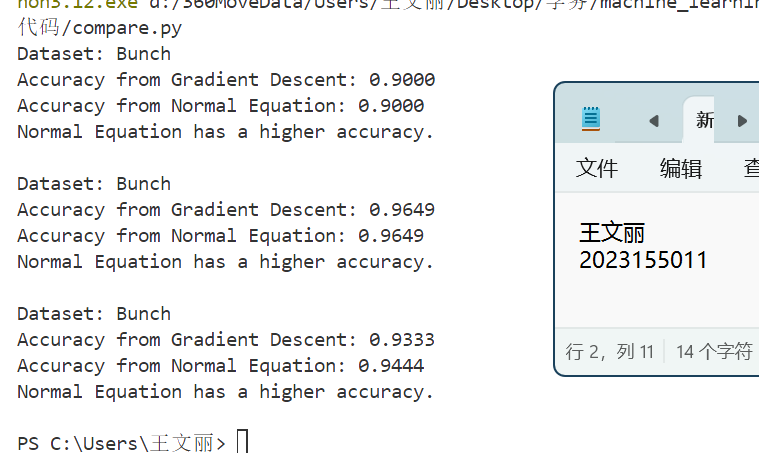 hon3.12.exe d:/360MoveData/Users/王文丽/Desktop/学务/machine_learnin
代码/compare.py
Dataset: Bunch
Accuracy from Gradient Descent: 0.9000
Accuracy from Normal Equation: 0.9000
Normal Equation has a higher accuracy.
Dataset: Bunch
Accuracy from Gradient Descent: 0.9649
Accuracy from Normal Equation: 0.9649
Normal Equation has a higher accuracy.
Dataset: Bunch
Accuracy from Gradient Descent: 0.9333
Accuracy from Normal Equation: 0.9444
Normal Equation has a higher accuracy.
PS C:\Users\王文丽>
新
文件 编辑 查
王文丽
2023155011
行 2，列 11 14 个字符